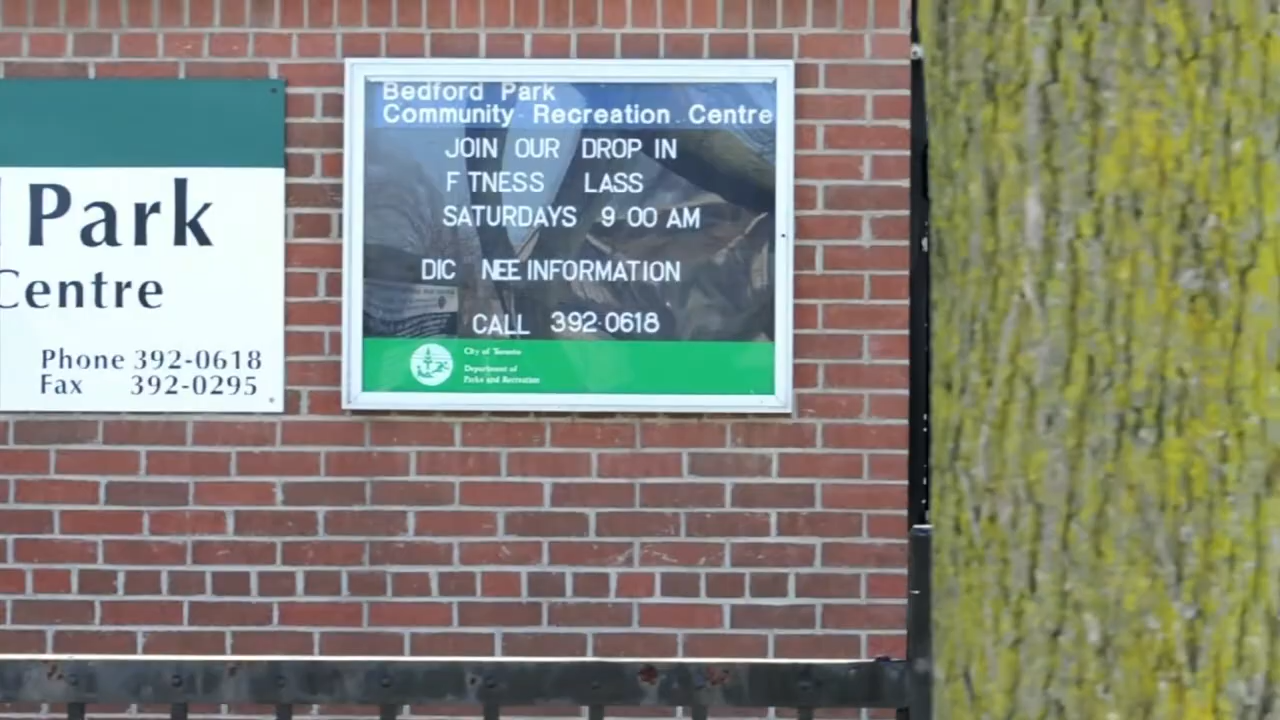 Park
Centre
Phone 392-0618
Fax 392-0295
Bedford Park
Community Recreation Centre
JOIN OUR DROP IN
F TNESS LASS
SATURDAYS 9 00 AM
DIC NEE INFORMATION
CALL 392-0618
City of Toronto
Department of
Parks and Recreation